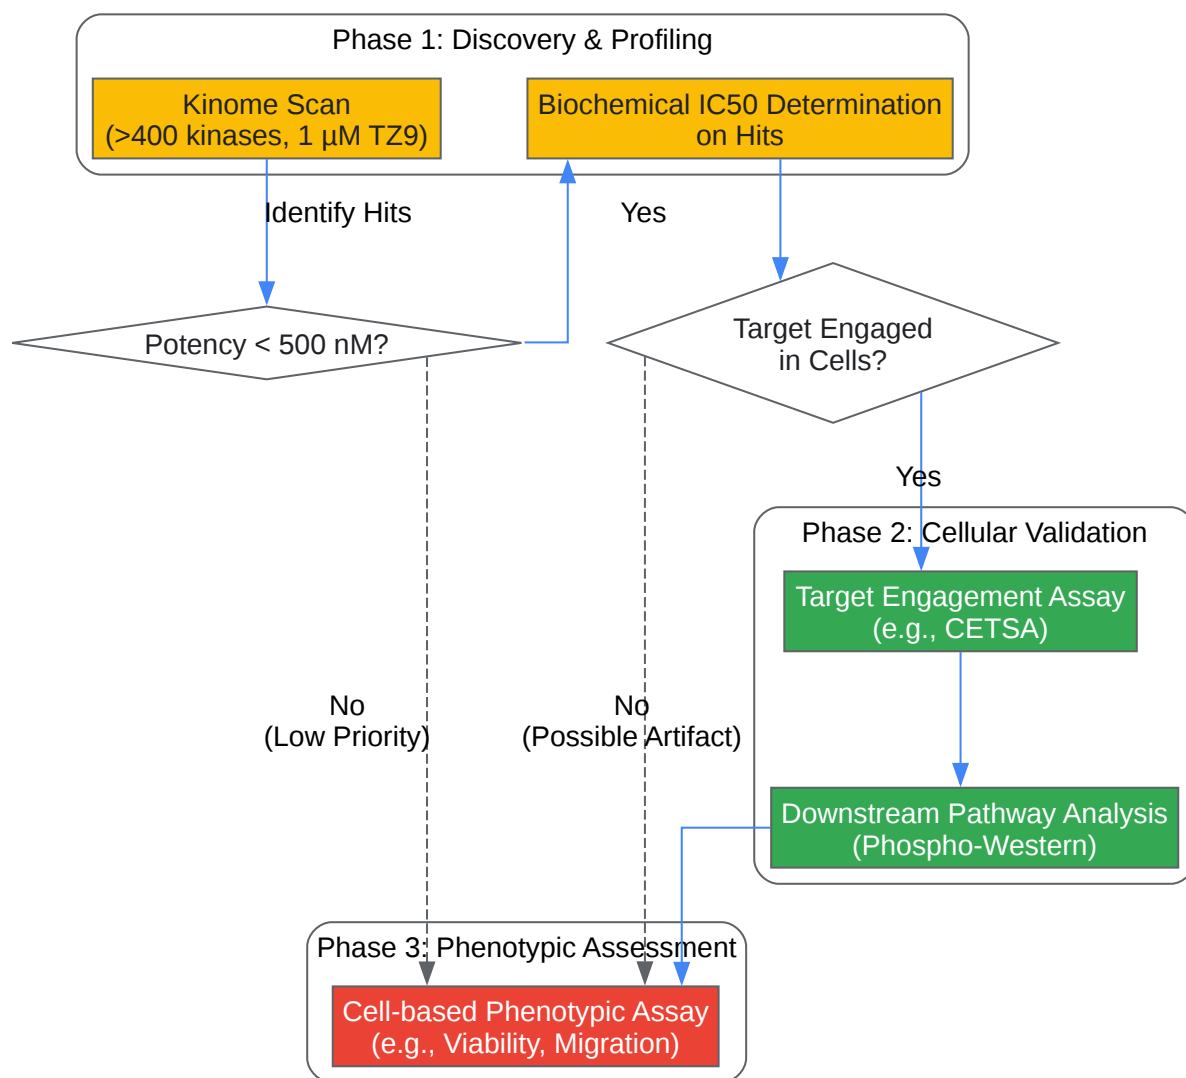 Phase 1: Discovery & Profiling
Kinome Scan
(>400 kinases, 1 µM TZ9)
Biochemical IC50 Determination
on Hits
Identify Hits
Yes
Potency < 500 nM?
Target Engaged
in Cells?
Yes
Phase 2: Cellular Validation
Target Engagement Assay
(e.g., CETSA)
No
(Low Priority)
No
(Possible Artifact)
Downstream Pathway Analysis
(Phospho-Western)
Phase 3: Phenotypic Assessment
Cell-based Phenotypic Assay
(e.g., Viability, Migration)